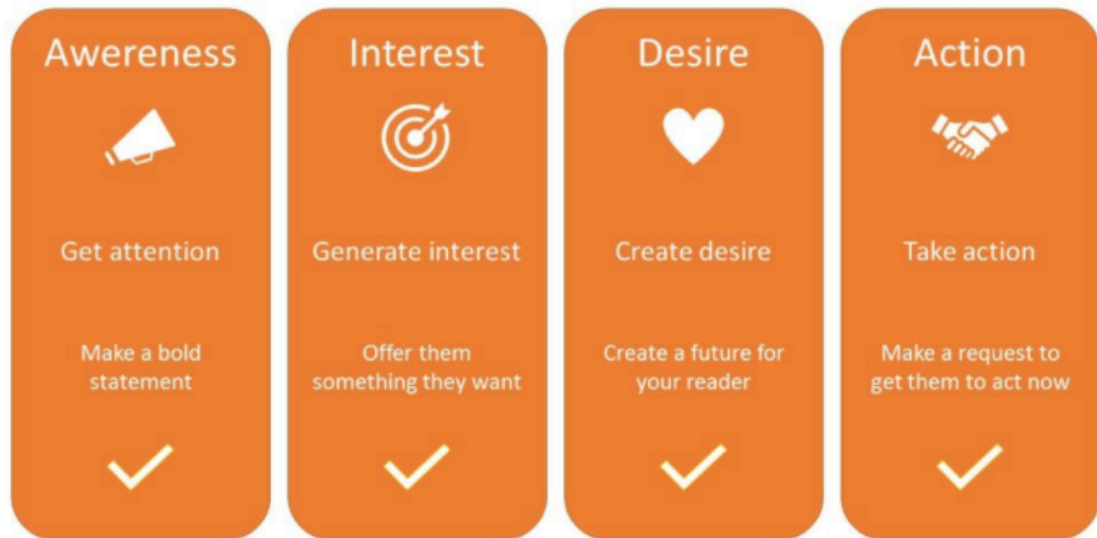 Awereness
Get attention
Make a bold
statement
Interest
Generate interest
Offer them
something they want
Desire
Create desire
Create a future for
your reader
Action
Take action
Make a request to
get them to act now